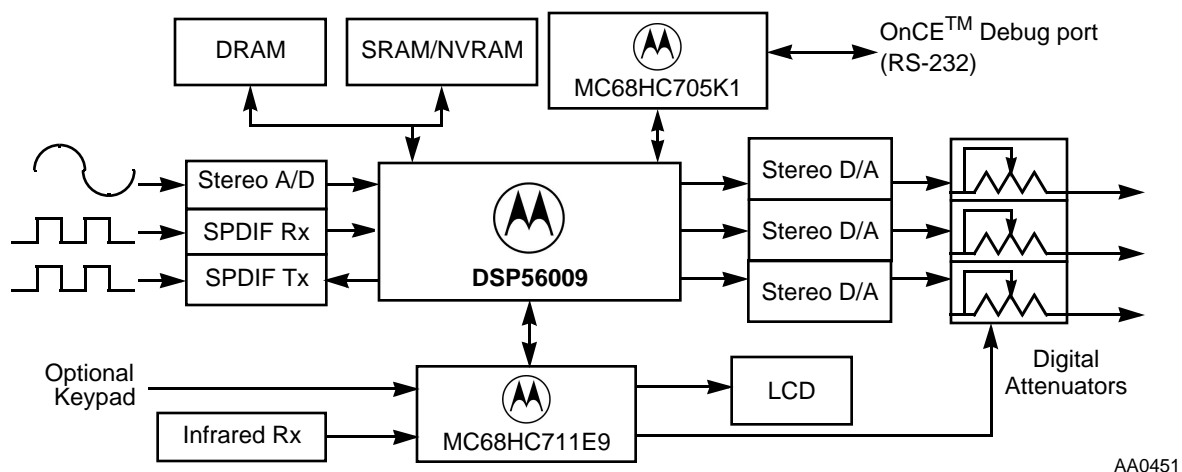 DRAM
SRAM/NVRAM
MC68HC705K1
OnCE™ Debug port
(RS-232)
Stereo A/D
SPDIF Rx
SPDIF Tx
DSP56009
Stereo D/A
Stereo D/A
Stereo D/A
Optional
Keypad
Infrared Rx
MC68HC711E9
LCD
Digital
Attenuators
AA0451